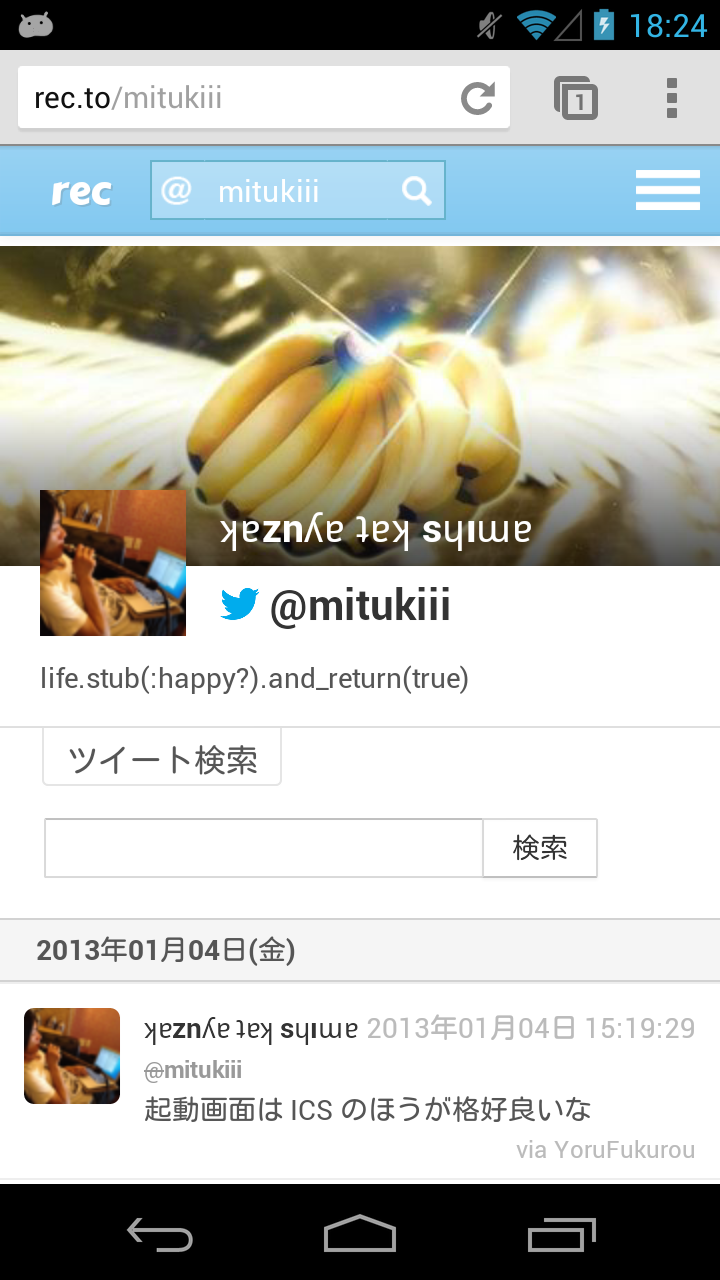 18:24
rec.to/mitukiii
1
rec @ mitukiii
ʞɐznʎɐ ʇɐʞ sɥıɯɐ
@mitukiii
life.stub(:happy?).and_return(true)
ツイート検索
検索
2013年01月04日(金)
ʞɐznʎɐ ʇɐʞ sɥıɯɐ 2013年01月04日 15:19:29
@mitukiii
起動画面は ICS のほうが格好良いな
via YoruFukurou